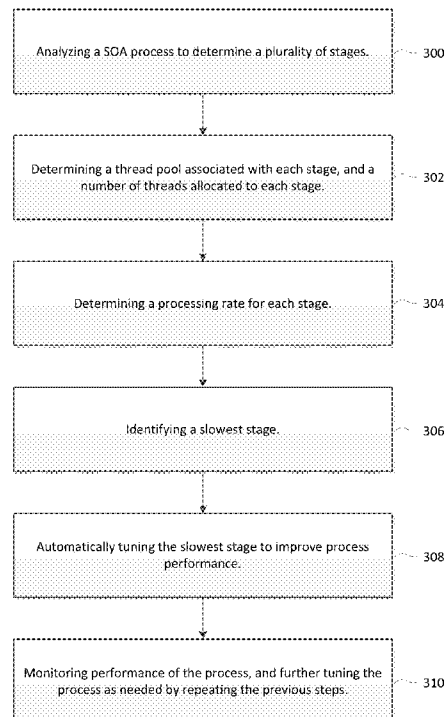 Analyzing a SOA process to determine a plurality of stages.
300
Determining a thread pool associated with each stage, and a
number of threads allocated to each stage.
302
Determining a processing rate for each stage.
304
Identifying a slowest stage.
306
Automatically tuning the slowest stage to improve process
performance.
308
Monitoring performance of the process, and further tuning the
process as needed by repeating the previous steps.
310